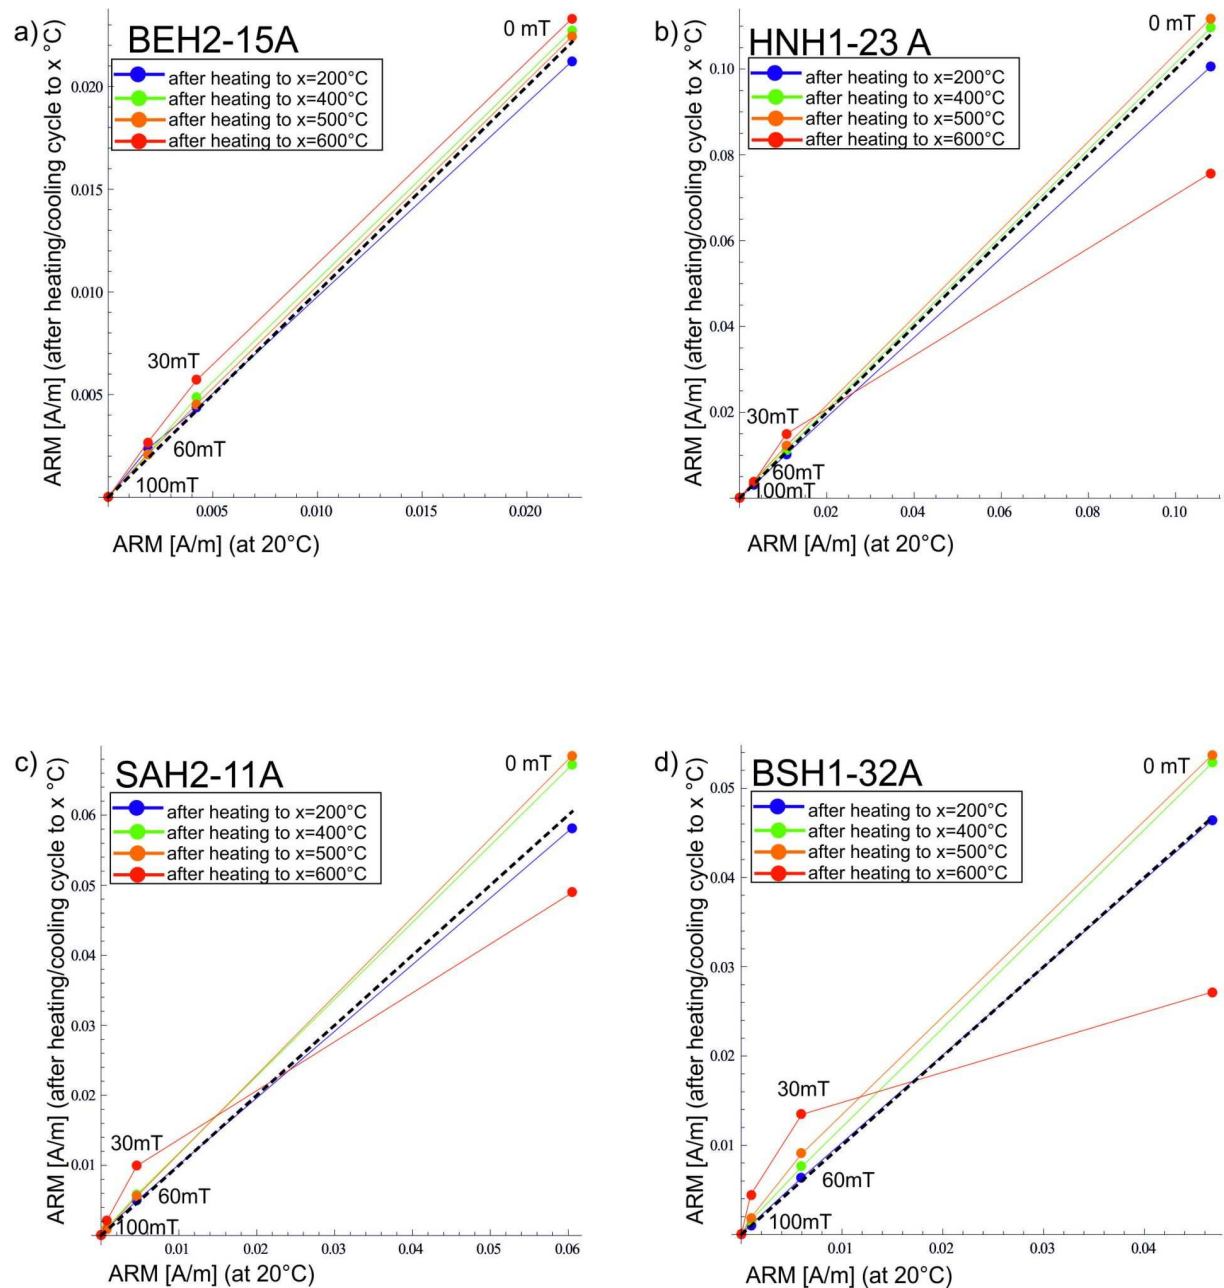 a)
BEH2-15A
0 mT
after heating to x=200°C
after heating to x=400°C
after heating to x=500°C
after heating to x=600°C
ARM [A/m] (after heating/cooling cycle to x °C)
0.020
0.015
0.010
0.005
30mT
60mT
100mT
0.005
0.010
0.015
0.020
ARM [A/m] (at 20°C)
b)
HNH1-23 A
0 mT
after heating to x=200°C
after heating to x=400°C
after heating to x=500°C
after heating to x=600°C
ARM [A/m] (after heating/cooling cycle to x °C)
0.10
0.08
0.06
0.04
0.02
30mT
60mT
100mT
0.02
0.04
0.06
0.08
0.10
ARM [A/m] (at 20°C)
c)
SAH2-11A
0 mT
after heating to x=200°C
after heating to x=400°C
after heating to x=500°C
after heating to x=600°C
ARM [A/m] (after heating/cooling cycle to x °C)
0.06
0.05
0.04
0.03
0.02
0.01
30mT
60mT
100mT
0.01
0.02
0.03
0.04
0.05
0.06
ARM [A/m] (at 20°C)
d)
BSH1-32A
0 mT
after heating to x=200°C
after heating to x=400°C
after heating to x=500°C
after heating to x=600°C
ARM [A/m] (after heating/cooling cycle to x °C)
0.05
0.04
0.03
0.02
0.01
30mT
60mT
100mT
0.01
0.02
0.03
0.04
ARM [A/m] (at 20°C)